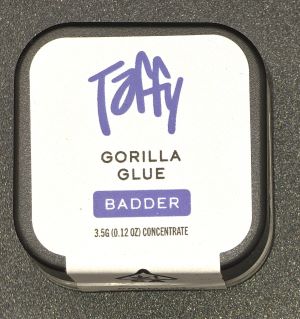 Taffy
GORILLA
GLUE
BADDER
3.5G (0.12 OZ) CONCENTRATE